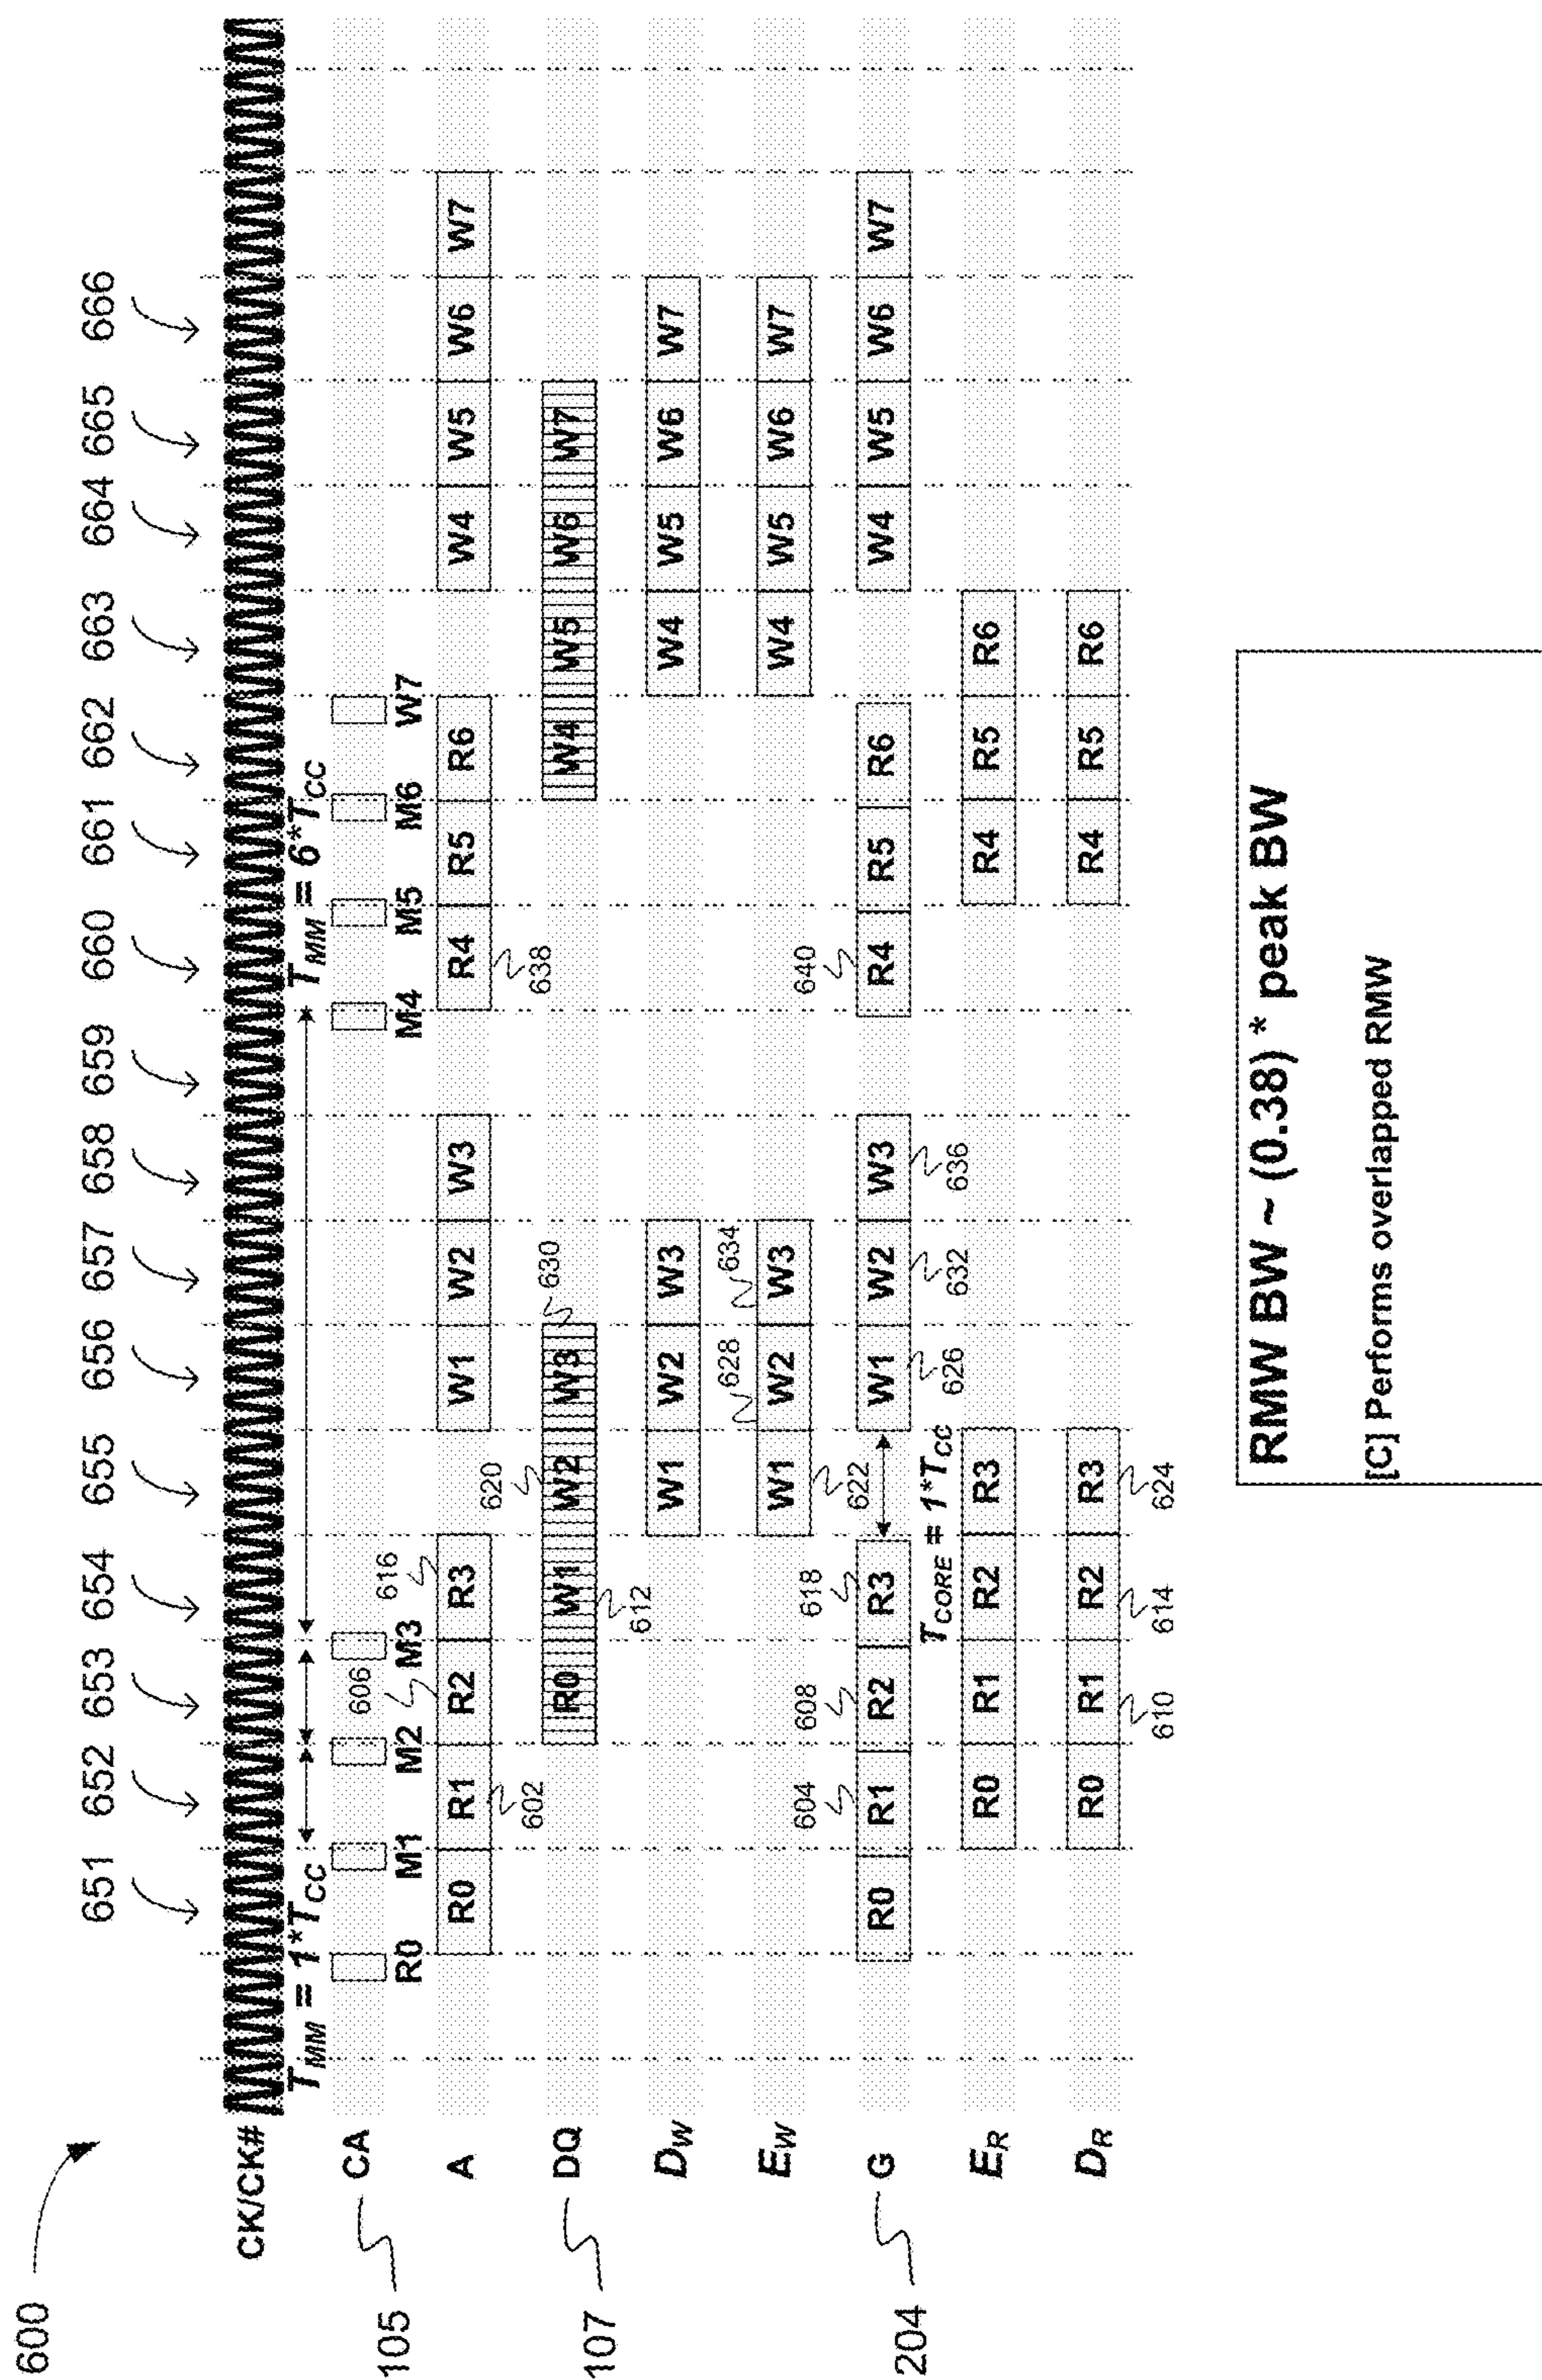 600
651 652 653 654 655 656 657 658 659 660 661 662 663 664 665 666
CK/CK#
T_MM = 1*T_CC
T_MM = 6*T_CC
105
CA
R0 M1 M2 M3 M4 M5 M6 W7
A R0 R1 R2 R3 W1 W2 W3 R4 R5 R6 W4 W5 W6 W7
602 606 616 638
107
DQ R0 W1 W2 W3 W4 W5 W6 W7
612 620 630
D_W W1 W2 W3 W4 W5 W6 W7
E_W W1 W2 W3 W4 W5 W6 W7
622 628 634
204
G R0 R1 R2 R3 W1 W2 W3 R4 R5 R6 W4 W5 W6 W7
604 608 618 626 632 636 640
T_CORE = 1*T_CC
E_R R0 R1 R2 R3 R4 R5 R6
D_R R0 R1 R2 R3 R4 R5 R6
610 614 624
RMW BW ~ (0.38) * peak BW
[C] Performs overlapped RMW